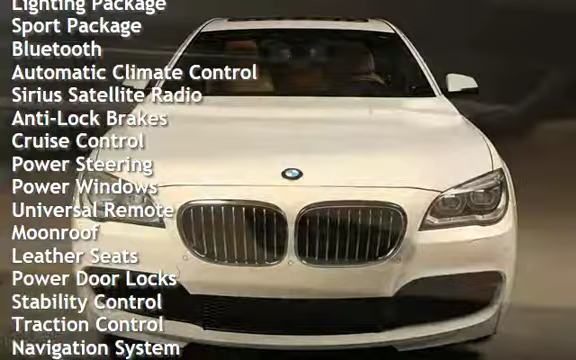 Lighting Package
Sport Package
Bluetooth
Automatic Climate Control
Sirius Satellite Radio
Anti-Lock Brakes
Cruise Control
Power Steering
Power Windows
Universal Remote
Moonroof
Leather Seats
Power Door Locks
Stability Control
Traction Control
Navigation System